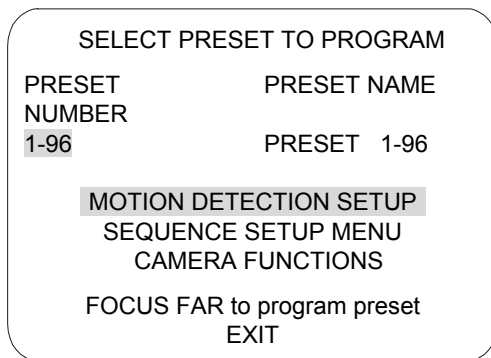 SELECT PRESET TO PROGRAM
PRESET NUMBER PRESET NAME
1-96 PRESET 1-96
MOTION DETECTION SETUP
SEQUENCE SETUP MENU
CAMERA FUNCTIONS
FOCUS FAR to program preset
EXIT